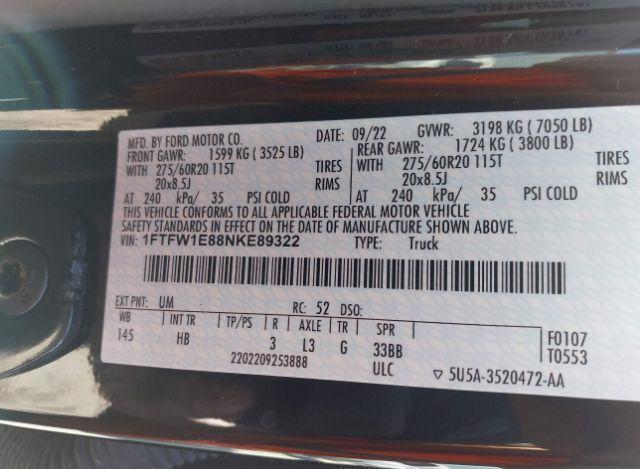 MFD. BY FORD MOTOR CO. DATE: 09/22 GVWR: 3198 KG (7050 LB)
FRONT GAWR: 1599 KG (3525 LB) REAR GAWR: 1724 KG (3800 LB)
WITH 275/60R20 115T TIRES WITH 275/60R20 115T TIRES
20x8.5J RIMS 20x8.5J RIMS
AT 240 kPa/ 35 PSI COLD AT 240 kPa/ 35 PSI COLD
THIS VEHICLE CONFORMS TO ALL APPLICABLE FEDERAL MOTOR VEHICLE
SAFETY STANDARDS IN EFFECT ON THE DATE OF MANUFACTURE SHOWN ABOVE.
VIN: 1FTFW1E88NKE89322 TYPE: Truck
EXT PNT: UM RC: 52 DSO:
WB INT TR TP/PS R AXLE TR SPR
145 HB 3 L3 G 33BB
F0107
T0553
2202209253888 ULC
5U5A-3520472-AA